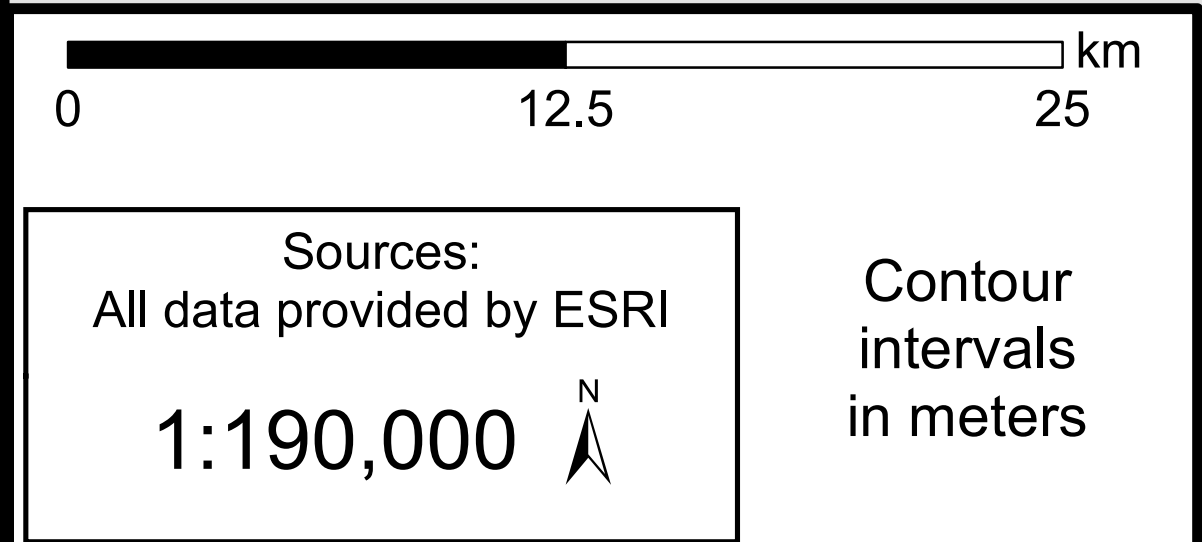 km
0 12.5 25
Sources:
All data provided by ESRI
1:190,000
N
Contour
intervals
in meters